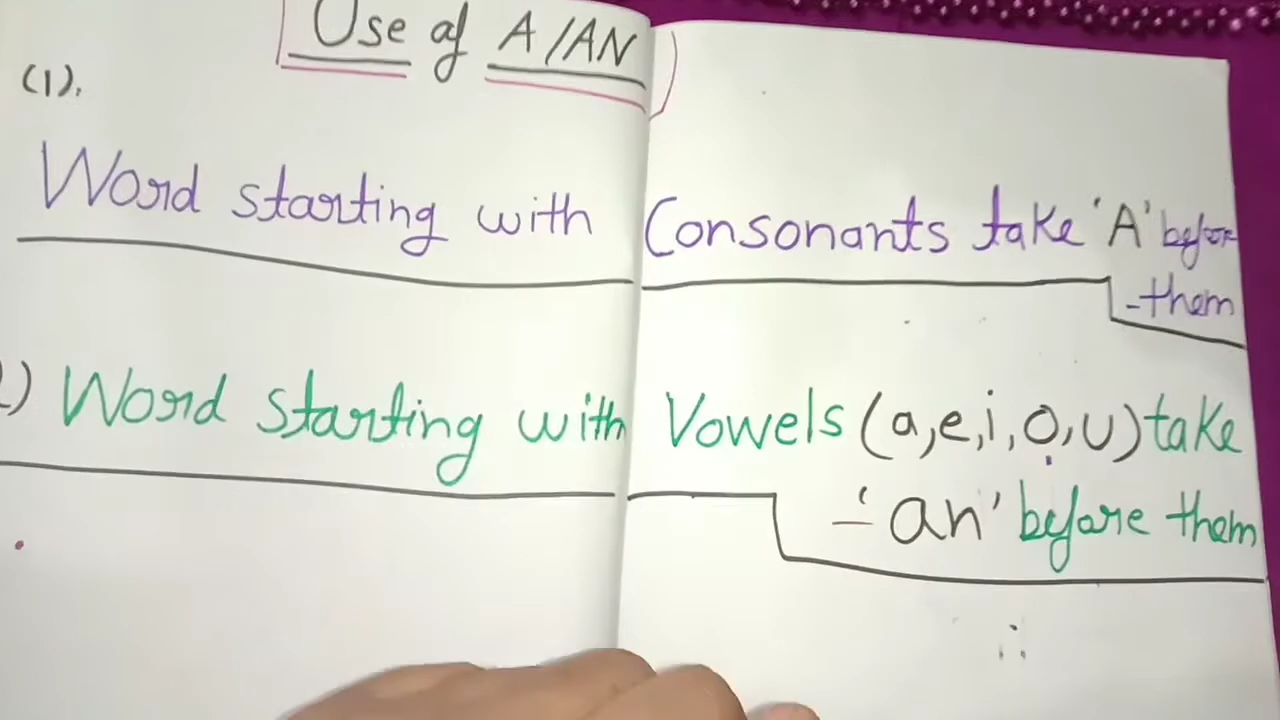 Use of A/AN
(1).
Word starting with Consonants take 'A' before
-them
) Word starting with Vowels (a,e,i,o,u) take
-'an' before them